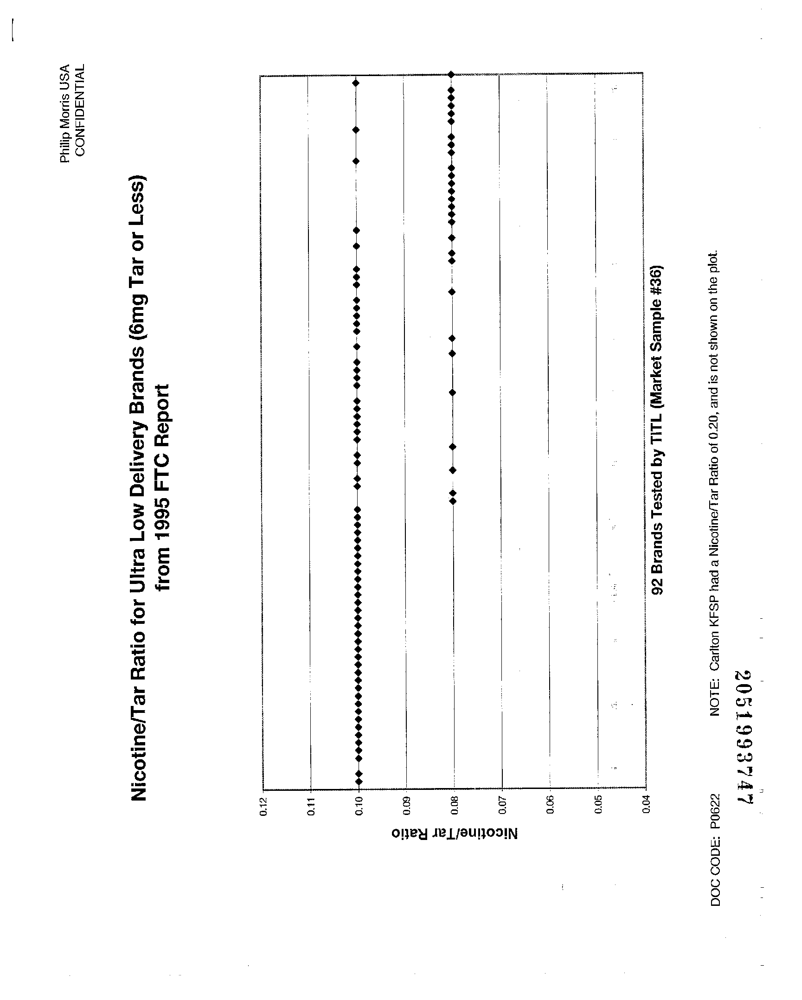 Philip Morris USA
CONFIDENTIAL
Nicotine/Tar Ratio for Ultra Low Delivery Brands (6mg Tar or Less)
from 1995 FTC Report
Nicotine/Tar Ratio
0.12
0.11
0.10
0.09
0.08
0.07
0.06
0.05
0.04
92 Brands Tested by TITL (Market Sample #36)
DOC CODE: P0622
NOTE: Carlton KFSP had a Nicotine/Tar Ratio of 0.20, and is not shown on the plot.
2051993747